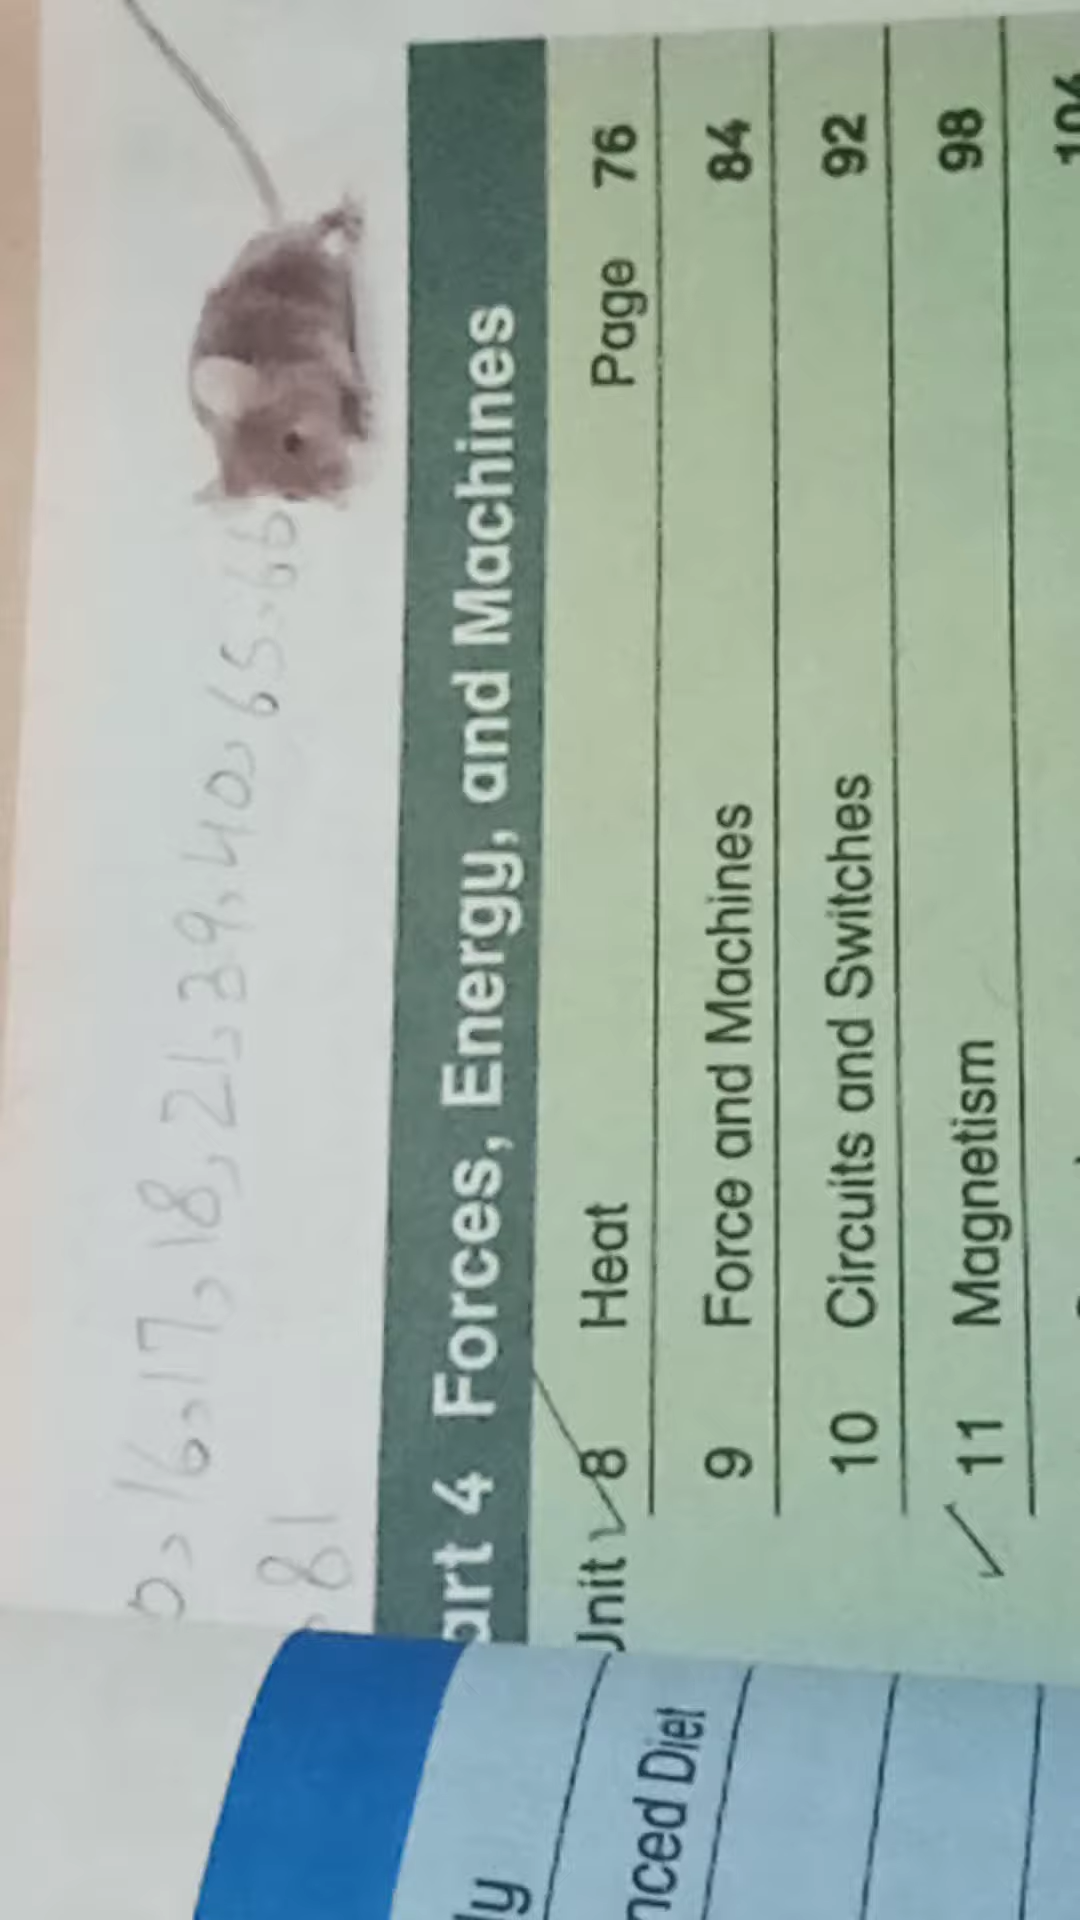 16, 17, 18, 21, 39, 40, 65, 66
81
art 4 Forces, Energy, and Machines
Unit 8 Heat Page 76
9 Force and Machines 84
10 Circuits and Switches 92
11 Magnetism 98
104
ly
nced Diet